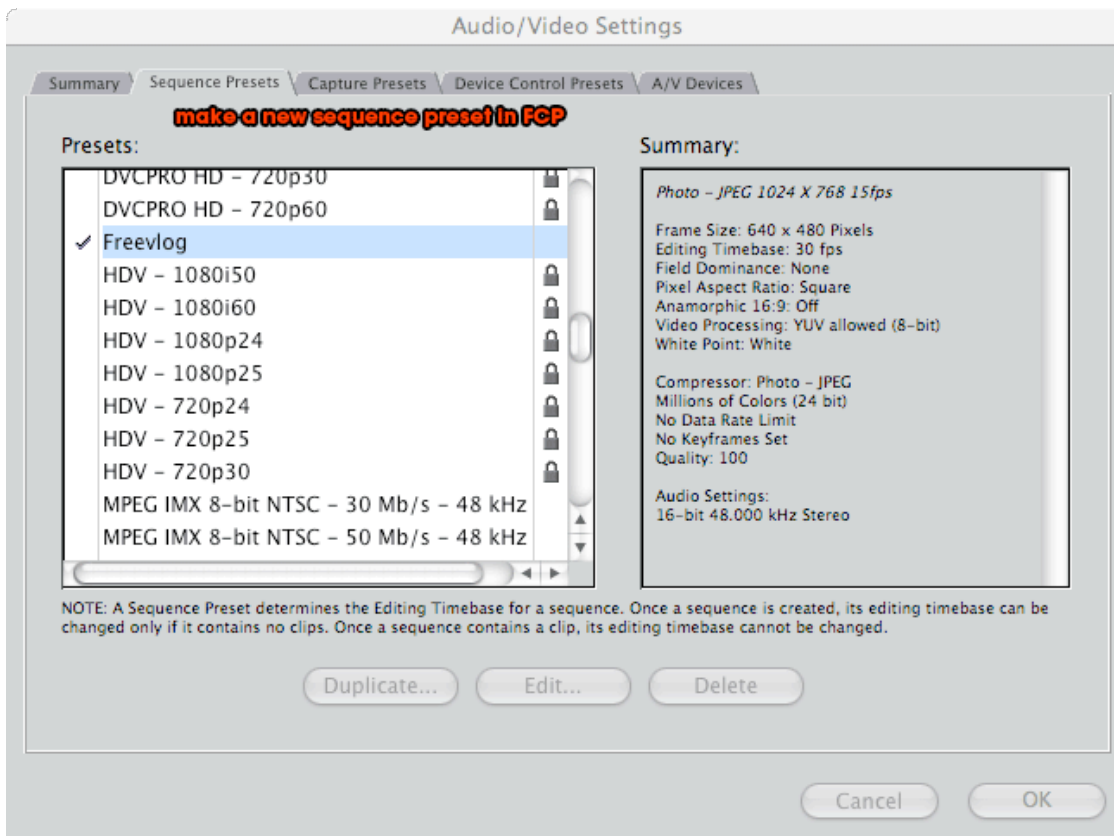 Audio/Video Settings
Summary
Sequence Presets
Capture Presets
Device Control Presets
A/V Devices
make a new sequence preset in FCP
Presets:
DVCPRO HD – 720p30
DVCPRO HD – 720p60
✓ Freevlog
HDV – 1080i50
HDV – 1080i60
HDV – 1080p24
HDV – 1080p25
HDV – 720p24
HDV – 720p25
HDV – 720p30
MPEG IMX 8-bit NTSC – 30 Mb/s – 48 kHz
MPEG IMX 8-bit NTSC – 50 Mb/s – 48 kHz
Summary:
Photo – JPEG 1024 X 768 15fps
Frame Size: 640 x 480 Pixels
Editing Timebase: 30 fps
Field Dominance: None
Pixel Aspect Ratio: Square
Anamorphic 16:9: Off
Video Processing: YUV allowed (8-bit)
White Point: White
Compressor: Photo – JPEG
Millions of Colors (24 bit)
No Data Rate Limit
No Keyframes Set
Quality: 100
Audio Settings:
16-bit 48.000 kHz Stereo
NOTE: A Sequence Preset determines the Editing Timebase for a sequence. Once a sequence is created, its editing timebase can be
changed only if it contains no clips. Once a sequence contains a clip, its editing timebase cannot be changed.
Duplicate...
Edit...
Delete
Cancel
OK